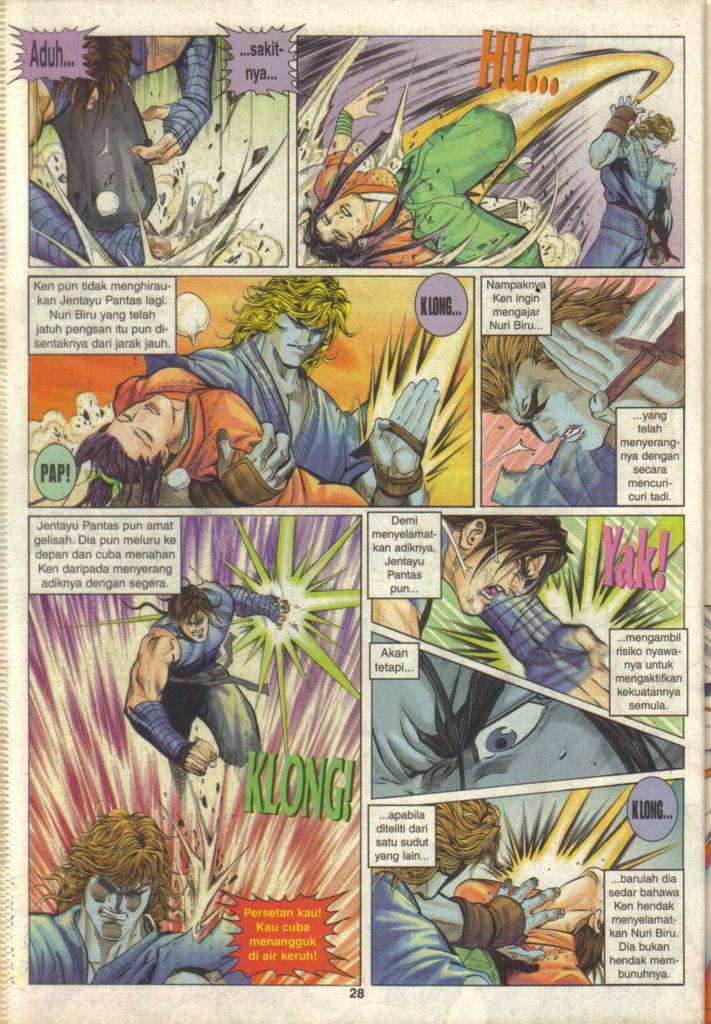 Aduh...
...sakit-
nya...
HU...
Ken pun tidak menghirau-
kan Jentayu Pantas lagi.
Nuri Biru yang telah
jatuh pengsan itu pun di-
sentaknya dari jarak jauh.
KLONG...
PAP!
Nampaknya
Ken ingin
mengajar
Nuri Biru...
...yang
telah
menyerang-
nya dengan
secara
mencuri-
curi tadi.
Jentayu Pantas pun amat
gelisah. Dia pun meluru ke
depan dan cuba menahan
Ken daripada menyerang
adiknya dengan segera.
KLONG!
Persetan kau!
Kau cuba
menangguk
di air keruh!
Demi
menyelamat-
kan adiknya,
Jentayu
Pantas
pun...
Yak!
...mengambil
risiko nyawa-
nya untuk
mengaktifkan
kekuatannya
semula.
Akan
tetapi...
KLONG...
...apabila
diteliti dari
satu sudut
yang lain...
...barulah dia
sedar bahawa
Ken hendak
menyelamat-
kan Nuri Biru.
Dia bukan
hendak mem-
bunuhnya.
28